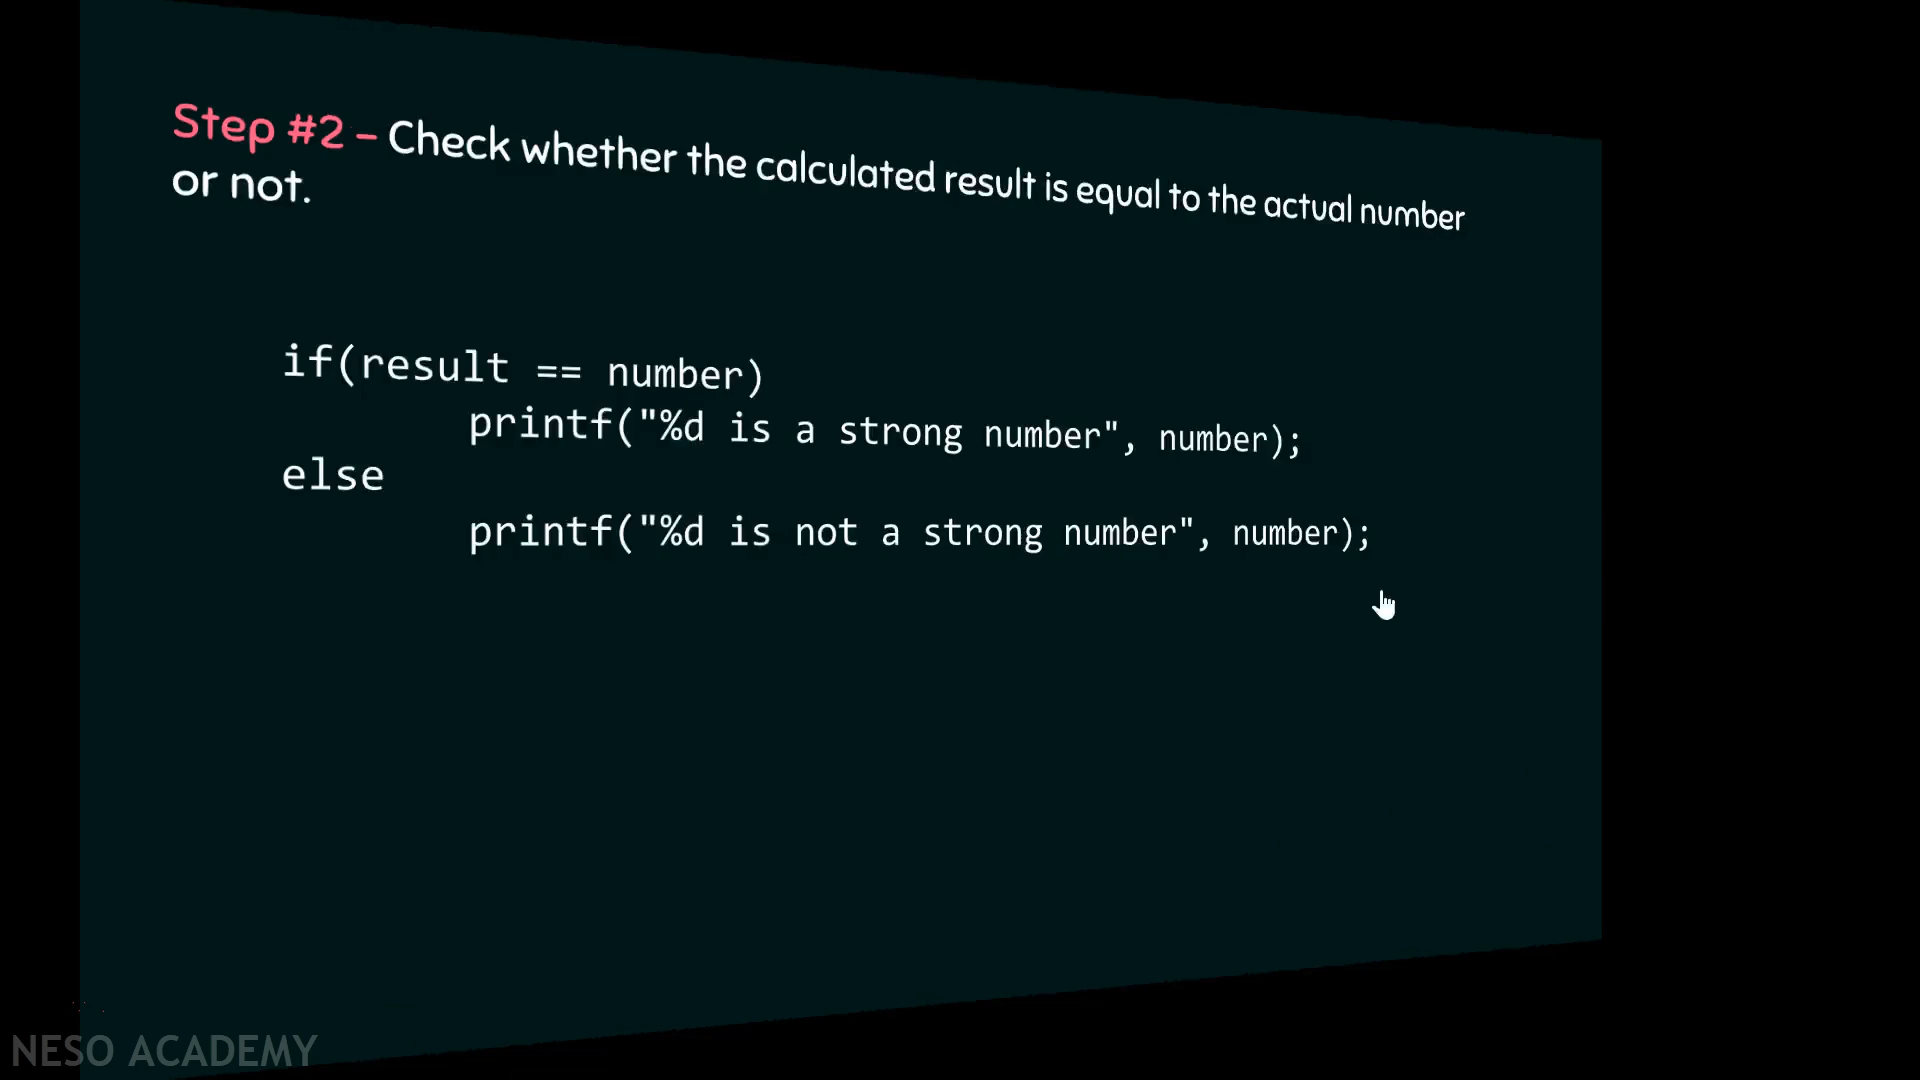 Step #2 – Check whether the calculated result is equal to the actual number
or not.
if(result == number)
printf("%d is a strong number", number);
else
printf("%d is not a strong number", number);
NESO ACADEMY